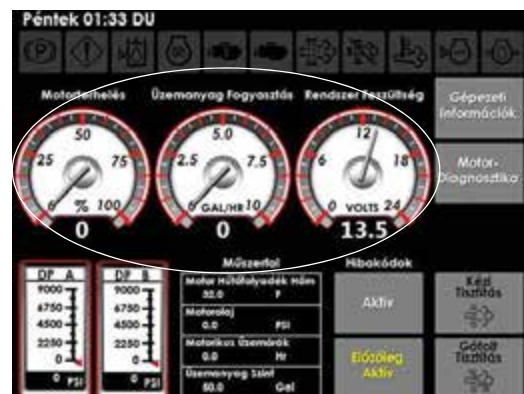 Péntek 01:33 DU
Motorterhelés
Üzemanyag Fogyasztás
Rendszer Feszültség
Gépezeti
Információk
Motor-
Diagnosztika
0 25 50 75 100
%
0
2.5 5.0 7.5 10
GAL/HR
0
0 6 12 18 24
VOLTS
13.5
DP A
9000
6750
4500
2250
0
0 PSI
DP B
9000
6750
4500
2250
0
0 PSI
Műszerfal
Motor Hűtőfolyadék Hőm
32.0 F
Motorolaj
0.0 PSI
Motorikus Üzemórák
0.0 Hr
Üzemanyag Szint
50.0 Gal
Hibakódok
Aktív
Előzőleg
Aktív
Kézi
Tisztítás
Gátolt
Tisztítás